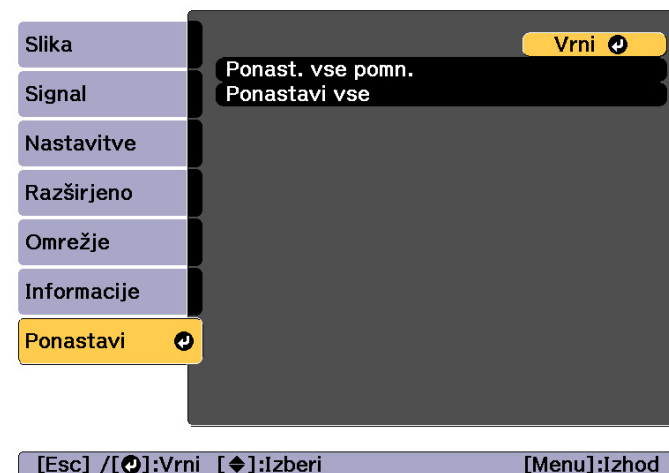 Slika
Signal
Nastavitve
Razširjeno
Omrežje
Informacije
Ponastavi
Vrni
Ponast. vse pomn.
Ponastavi vse
[Esc] /[⏎]:Vrni [◆]:Izberi [Menu]:Izhod